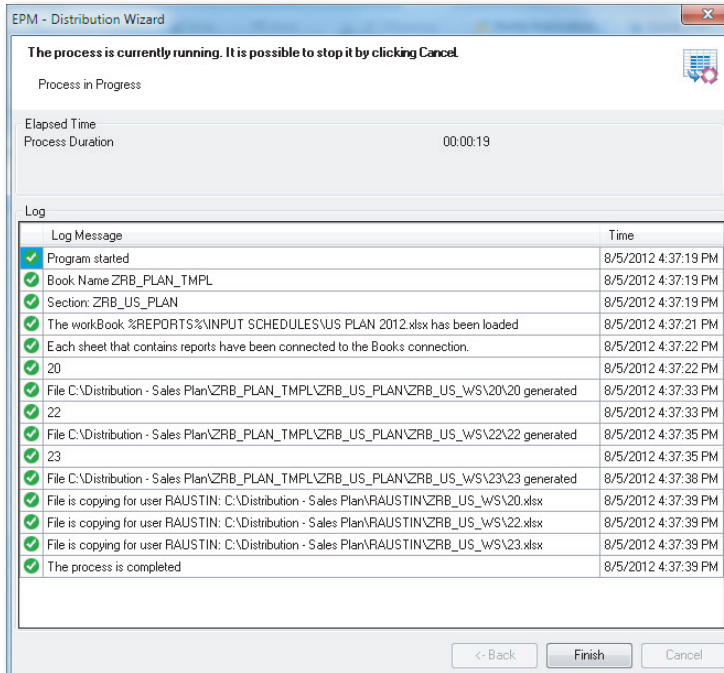 EPM - Distribution Wizard
The process is currently running. It is possible to stop it by clicking Cancel.
Process in Progress
Elapsed Time
Process Duration 00:00:19
Log
Log Message Time
Program started 8/5/2012 4:37:19 PM
Book Name ZRB_PLAN_TMPL 8/5/2012 4:37:19 PM
Section: ZRB_US_PLAN 8/5/2012 4:37:19 PM
The workBook %REPORTS%\INPUT SCHEDULES\US PLAN 2012.xlsx has been loaded 8/5/2012 4:37:21 PM
Each sheet that contains reports have been connected to the Books connection. 8/5/2012 4:37:22 PM
20 8/5/2012 4:37:22 PM
File C:\Distribution - Sales Plan\ZRB_PLAN_TMPL\ZRB_US_PLAN\ZRB_US_WS\20\20 generated 8/5/2012 4:37:33 PM
22 8/5/2012 4:37:33 PM
File C:\Distribution - Sales Plan\ZRB_PLAN_TMPL\ZRB_US_PLAN\ZRB_US_WS\22\22 generated 8/5/2012 4:37:35 PM
23 8/5/2012 4:37:35 PM
File C:\Distribution - Sales Plan\ZRB_PLAN_TMPL\ZRB_US_PLAN\ZRB_US_WS\23\23 generated 8/5/2012 4:37:38 PM
File is copying for user RAUSTIN: C:\Distribution - Sales Plan\RAUSTIN\ZRB_US_WS\20.xlsx 8/5/2012 4:37:39 PM
File is copying for user RAUSTIN: C:\Distribution - Sales Plan\RAUSTIN\ZRB_US_WS\22.xlsx 8/5/2012 4:37:39 PM
File is copying for user RAUSTIN: C:\Distribution - Sales Plan\RAUSTIN\ZRB_US_WS\23.xlsx 8/5/2012 4:37:39 PM
The process is completed 8/5/2012 4:37:39 PM
<- Back Finish Cancel